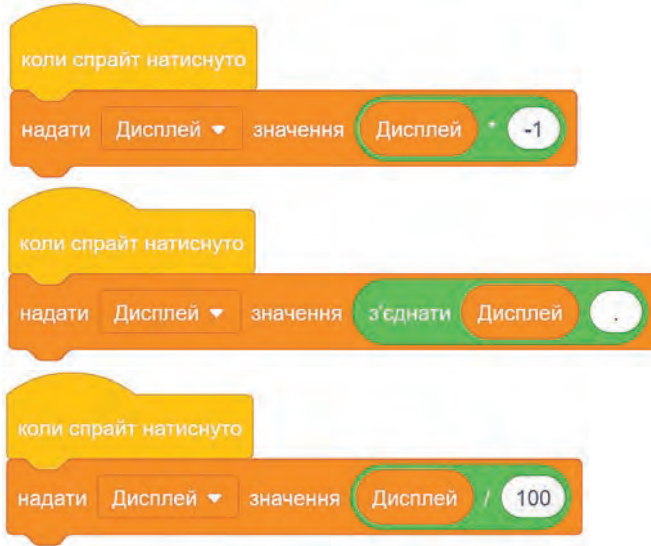 коли спрайт натиснуто
надати Дисплей значення Дисплей * -1
коли спрайт натиснуто
надати Дисплей значення з'єднати Дисплей .
коли спрайт натиснуто
надати Дисплей значення Дисплей / 100